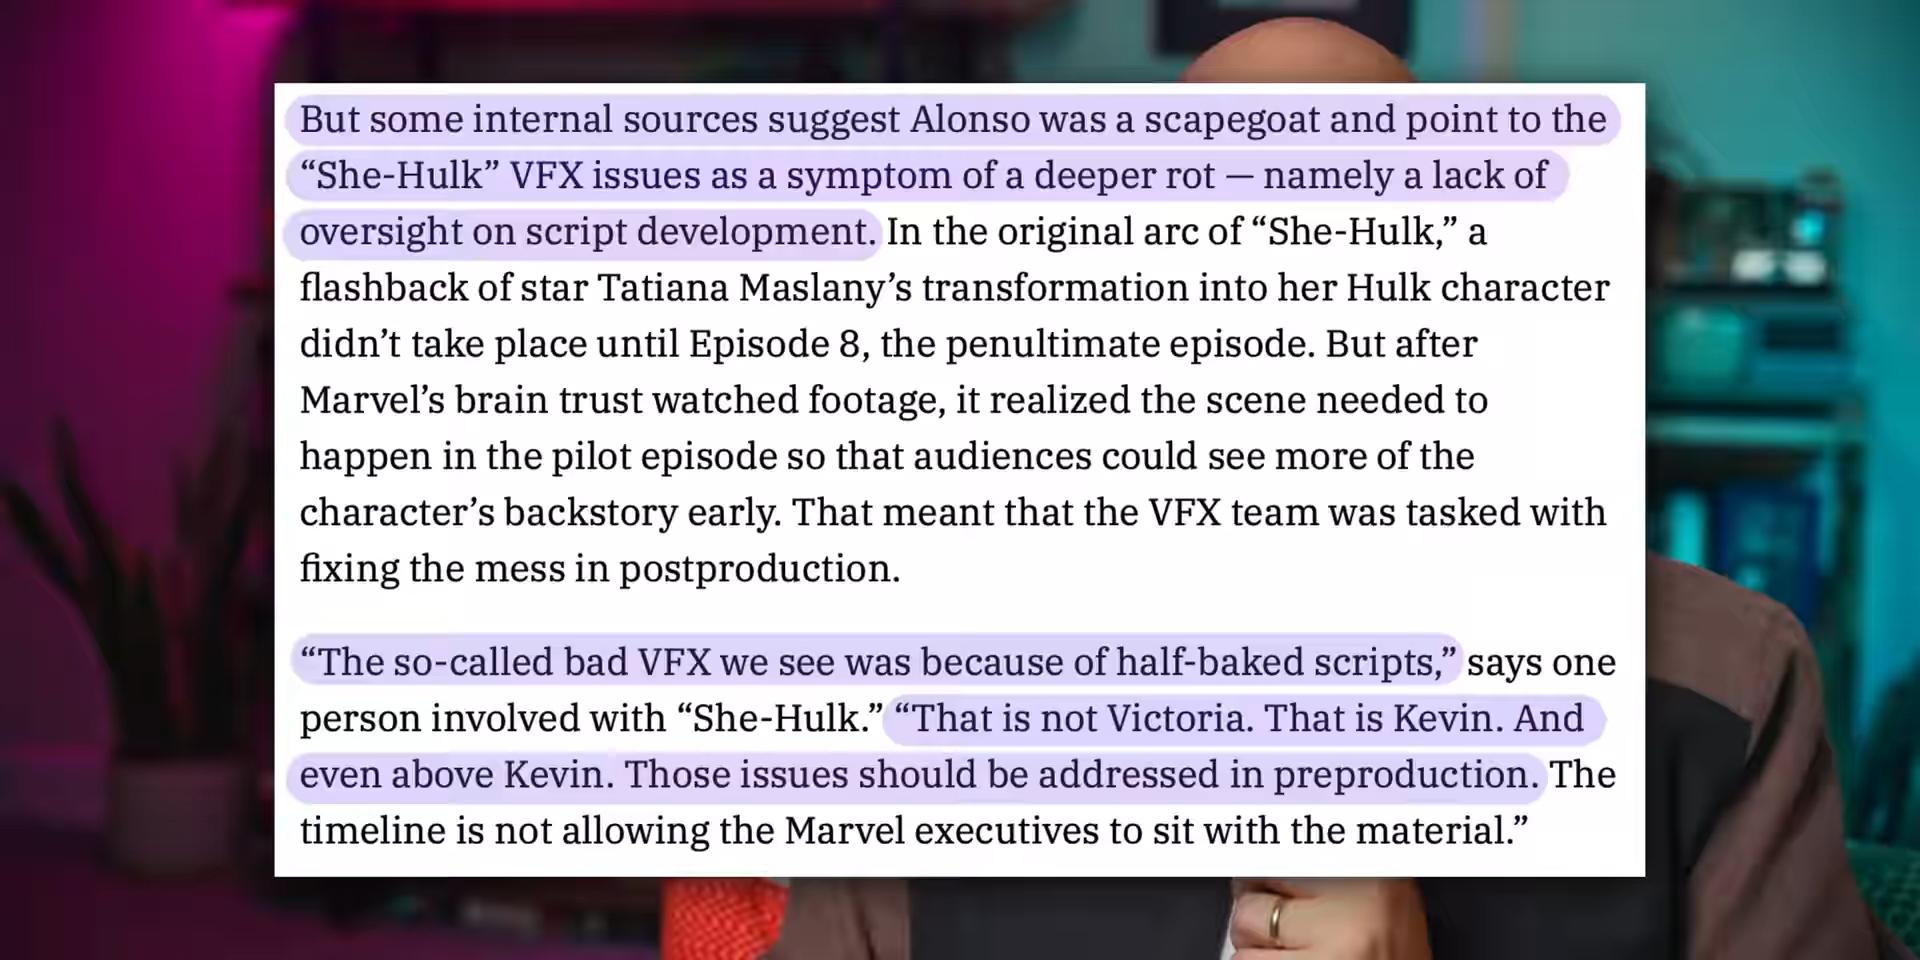 But some internal sources suggest Alonso was a scapegoat and point to the
“She-Hulk” VFX issues as a symptom of a deeper rot — namely a lack of
oversight on script development. In the original arc of “She-Hulk,” a
flashback of star Tatiana Maslany’s transformation into her Hulk character
didn’t take place until Episode 8, the penultimate episode. But after
Marvel’s brain trust watched footage, it realized the scene needed to
happen in the pilot episode so that audiences could see more of the
character’s backstory early. That meant that the VFX team was tasked with
fixing the mess in postproduction.
“The so-called bad VFX we see was because of half-baked scripts,” says one
person involved with “She-Hulk.” “That is not Victoria. That is Kevin. And
even above Kevin. Those issues should be addressed in preproduction. The
timeline is not allowing the Marvel executives to sit with the material.”